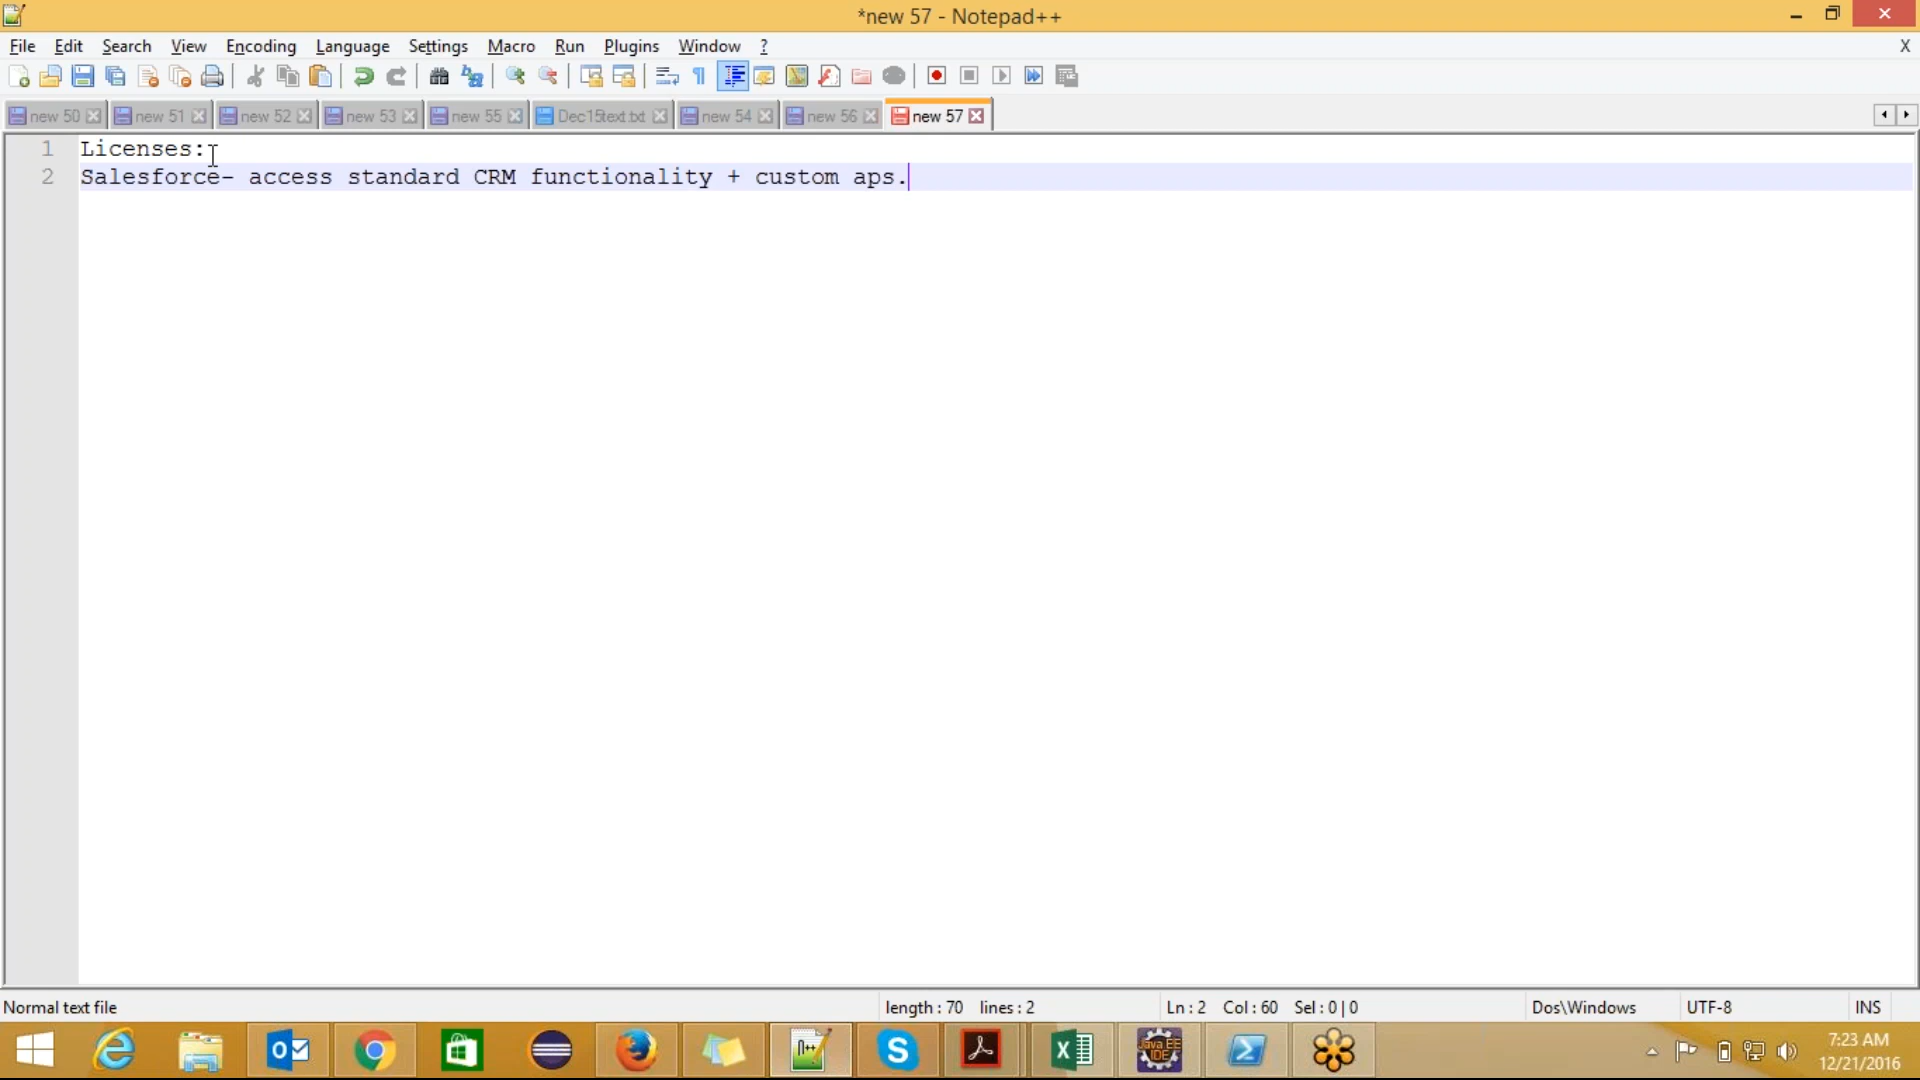 *new 57 - Notepad++
File Edit Search View Encoding Language Settings Macro Run Plugins Window ? X
new 50 new 51 new 52 new 53 new 55 Dec15text.txt new 54 new 56 new 57
1 Licenses:
2 Salesforce- access standard CRM functionality + custom aps.
Normal text file length : 70 lines : 2 Ln : 2 Col : 60 Sel : 0 | 0 Dos\Windows UTF-8 INS
7:23 AM
12/21/2016